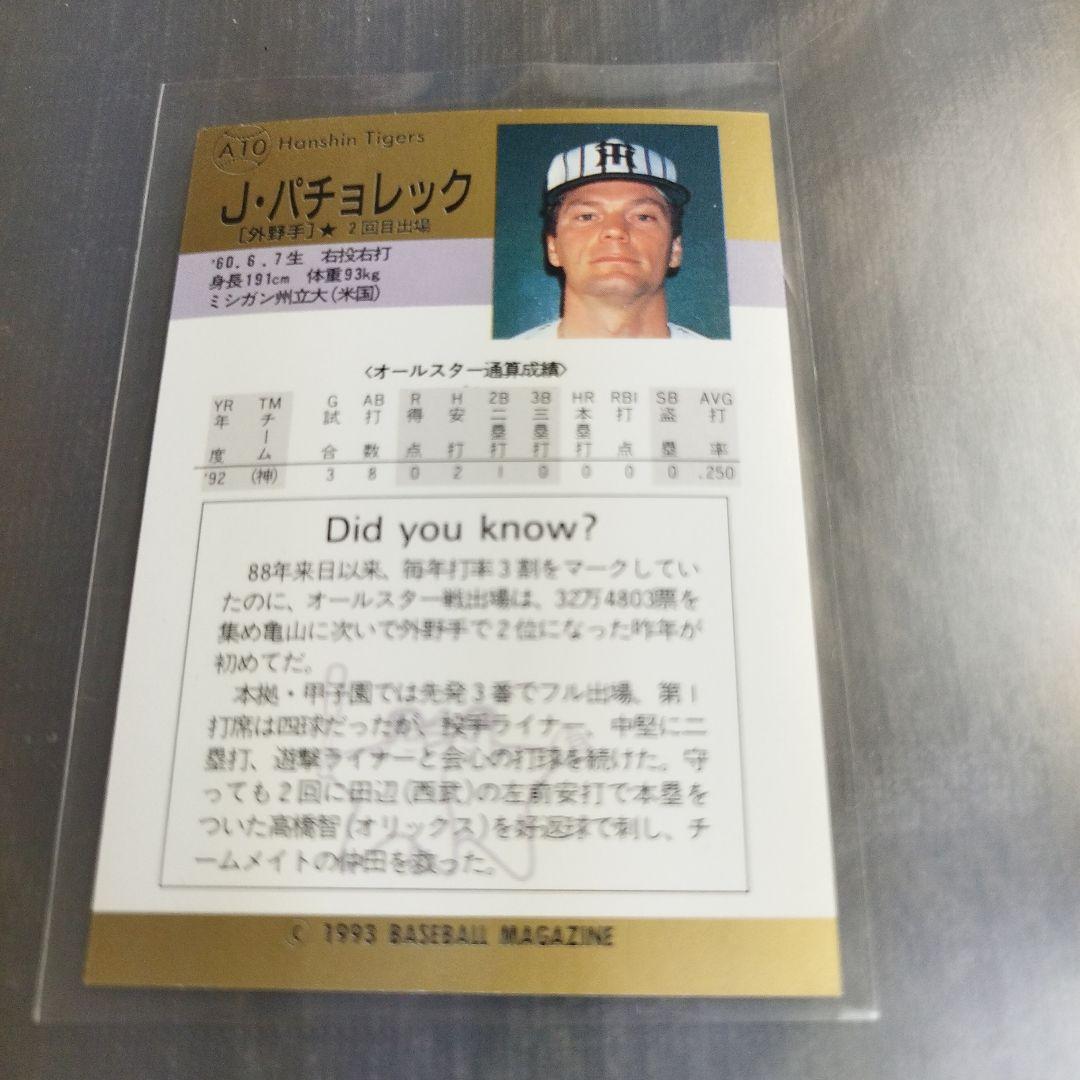 A10 Hanshin Tigers
J・パチョレック
[外野手]★ 2回目出場
'60.6.7生 右投右打
身長191cm 体重93kg
ミシガン州立大(米国)
TH
〈オールスター通算成績〉
YR TM G AB R H 2B 3B HR RBI SB AVG
年度 チーム 試合 打数 得点 安打 二塁打 三塁打 本塁打 打点 盗塁 打率
'92 (神) 3 8 0 2 1 0 0 0 0 .250
Did you know?
88年来日以来、毎年打率3割をマークしてい
たのに、オールスター戦出場は、32万4803票を
集め亀山に次いで外野手で2位になった昨年が
初めてだ。
本拠・甲子園では先発3番でフル出場、第1
打席は四球だったが、投手ライナー、中堅に二
塁打、遊撃ライナーと会心の打球を続けた。守
っても2回に田辺(西武)の左前安打で本塁を
ついた高橋智(オリックス)を好返球で刺し、チ
ームメイトの仲田を救った。
© 1993 BASEBALL MAGAZINE